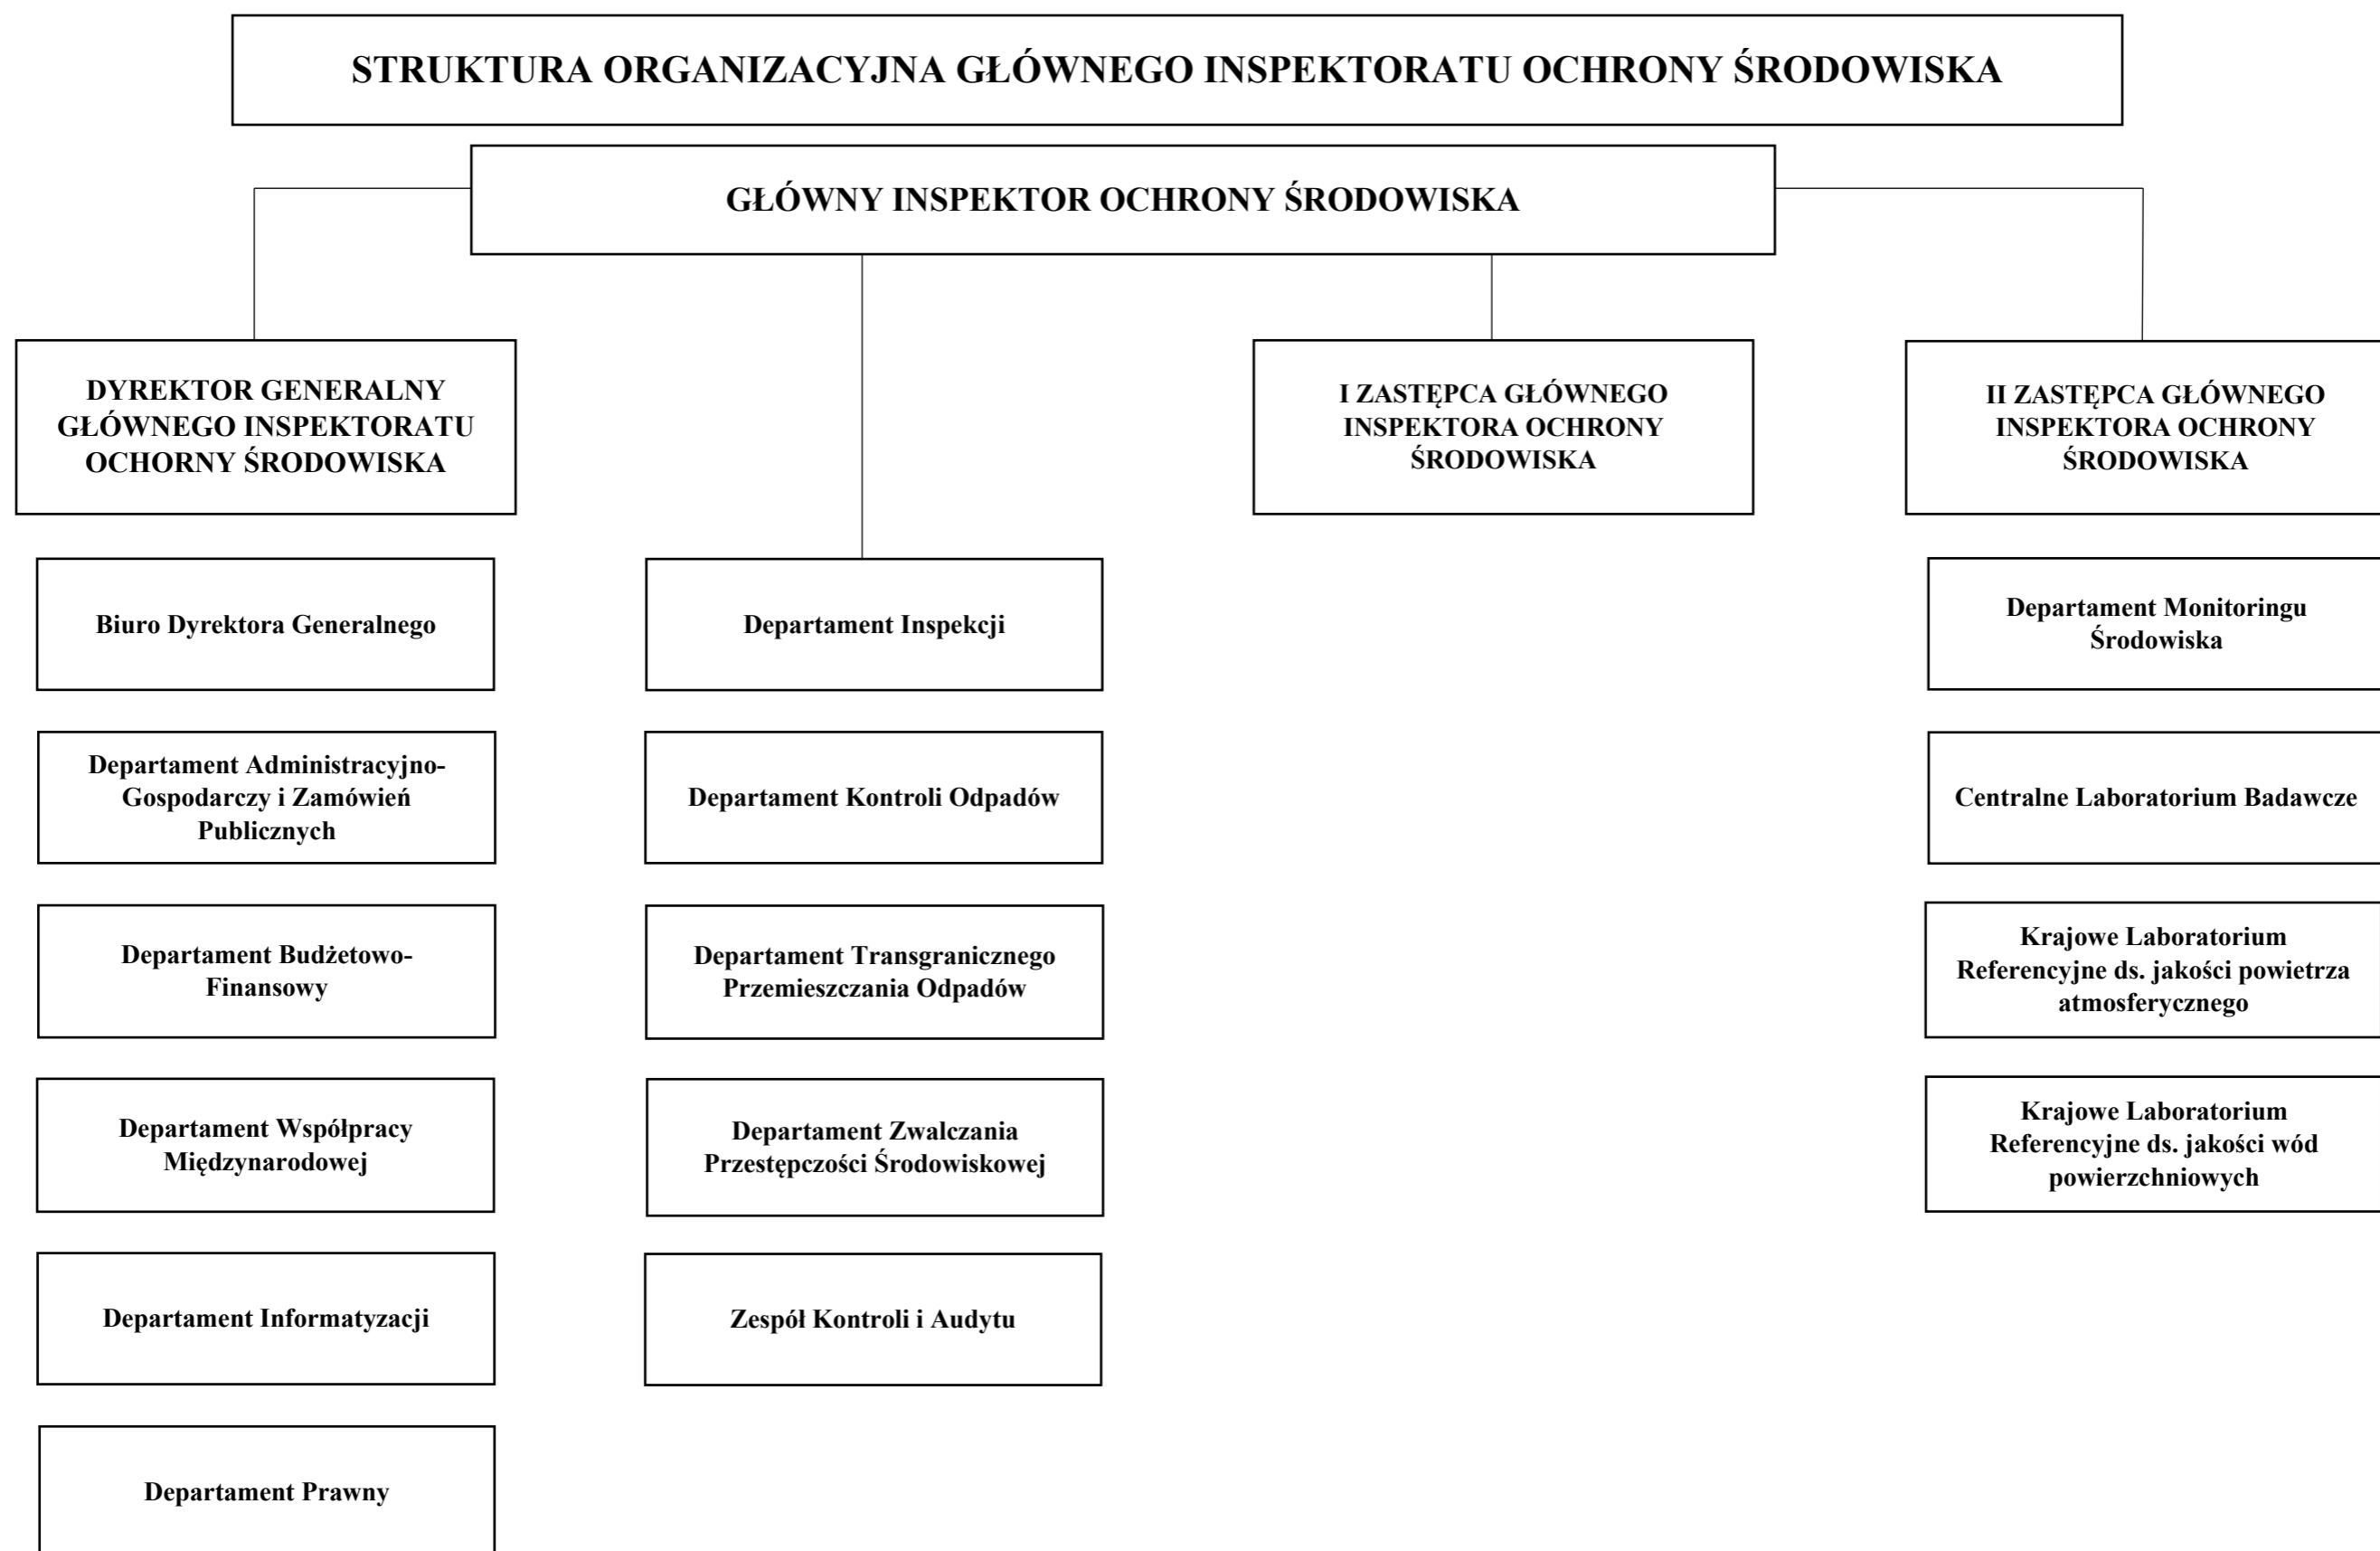 STRUKTURA ORGANIZACYJNA GŁÓWNEGO INSPEKTORATU OCHRONY ŚRODOWISKA
GŁÓWNY INSPEKTOR OCHRONY ŚRODOWISKA
DYREKTOR GENERALNY
GŁÓWNEGO INSPEKTORATU
OCHORNY ŚRODOWISKA
I ZASTĘPCA GŁÓWNEGO
INSPEKTORA OCHRONY
ŚRODOWISKA
II ZASTĘPCA GŁÓWNEGO
INSPEKTORA OCHRONY
ŚRODOWISKA
Biuro Dyrektora Generalnego
Departament Inspekcji
Departament Monitoringu
Środowiska
Departament Administracyjno-
Gospodarczy i Zamówień
Publicznych
Departament Kontroli Odpadów
Centralne Laboratorium Badawcze
Departament Budżetowo-
Finansowy
Departament Transgranicznego
Przemieszczania Odpadów
Krajowe Laboratorium
Referencyjne ds. jakości powietrza
atmosferycznego
Departament Współpracy
Międzynarodowej
Departament Zwalczania
Przestępczości Środowiskowej
Krajowe Laboratorium
Referencyjne ds. jakości wód
powierzchniowych
Departament Informatyzacji
Zespół Kontroli i Audytu
Departament Prawny